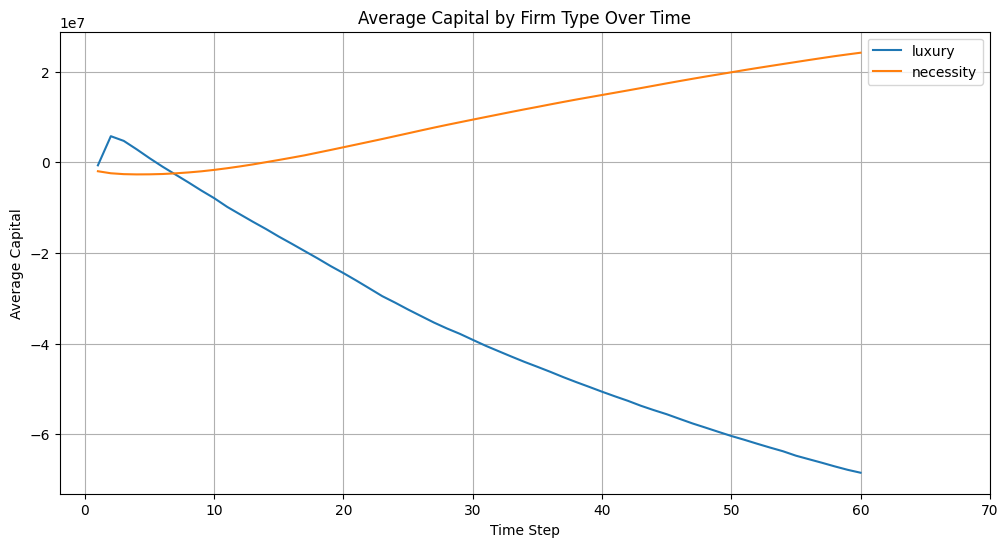 Average Capital by Firm Type Over Time
1e7
luxury
necessity
2
0
−2
−4
−6
Average Capital
0 10 20 30 40 50 60 70
Time Step